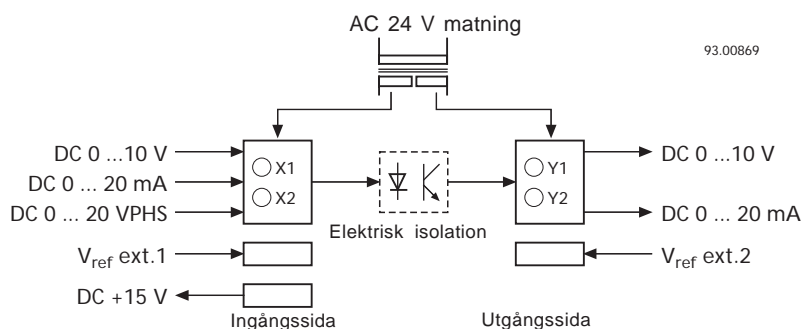 AC 24 V matning
93.00869
DC 0 ...10 V
DC 0 ... 20 mA
DC 0 ... 20 VPHS
X1
X2
Y1
Y2
DC 0 ...10 V
DC 0 ... 20 mA
Elektrisk isolation
Vref ext.1
Vref ext.2
DC +15 V
Ingångssida
Utgångssida